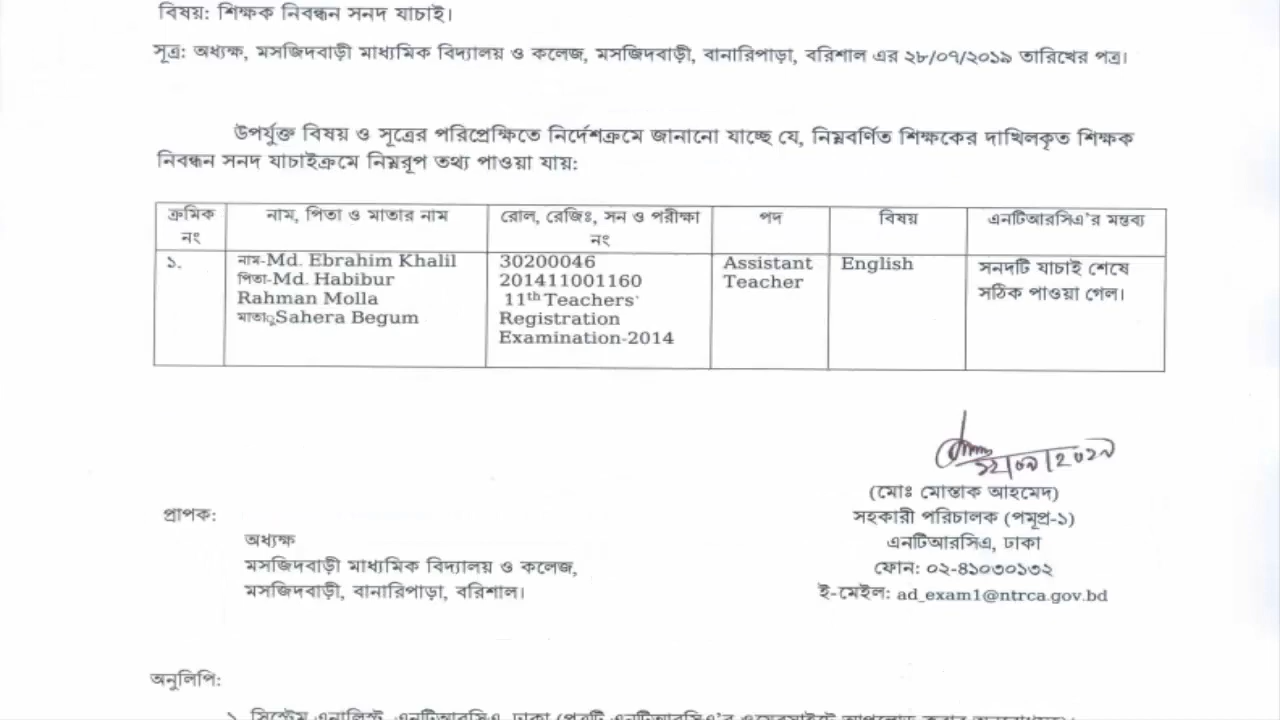 বিষয়: শিক্ষক নিবন্ধন সনদ যাচাই।
সূত্র: অধ্যক্ষ, মসজিদবাড়ী মাধ্যমিক বিদ্যালয় ও কলেজ, মসজিদবাড়ী, বানারিপাড়া, বরিশাল এর ২৮/০৭/২০১৯ তারিখের পত্র।
উপর্যুক্ত বিষয় ও সূত্রের পরিপ্রেক্ষিতে নির্দেশক্রমে জানানো যাচ্ছে যে, নিম্নবর্ণিত শিক্ষকের দাখিলকৃত শিক্ষক
নিবন্ধন সনদ যাচাইক্রমে নিম্নরূপ তথ্য পাওয়া যায়:
ক্রমিক নং
নাম, পিতা ও মাতার নাম
রোল, রেজিঃ, সন ও পরীক্ষা নং
পদ
বিষয়
এনটিআরসিএ'র মন্তব্য
১.
নাম-Md. Ebrahim Khalil
পিতা-Md. Habibur
Rahman Molla
মাতাৄSahera Begum
30200046
201411001160
11th Teachers'
Registration
Examination-2014
Assistant
Teacher
English
সনদটি যাচাই শেষে
সঠিক পাওয়া গেল।
(মোঃ মোস্তাক আহমেদ)
সহকারী পরিচালক (পমূপ্র-১)
এনটিআরসিএ, ঢাকা
ফোন: ০২-৪১০৩০১৩২
ই-মেইল: ad_exam1@ntrca.gov.bd
প্রাপক:
অধ্যক্ষ
মসজিদবাড়ী মাধ্যমিক বিদ্যালয় ও কলেজ,
মসজিদবাড়ী, বানারিপাড়া, বরিশাল।
অনুলিপি:
১. সিস্টেম এনালিস্ট, এনটিআরসিএ, ঢাকা